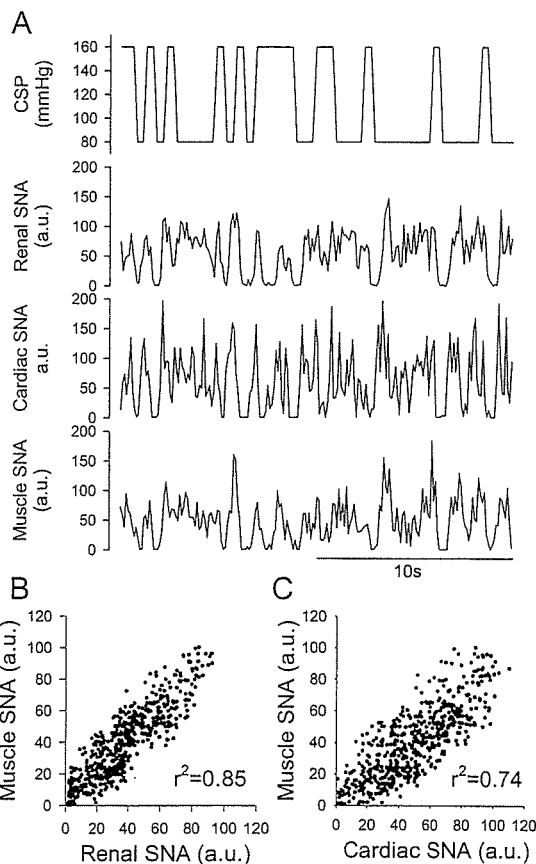 A
CSP
(mmHg)
160
140
120
100
80
Renal SNA
(a.u.)
200
150
100
50
0
Cardiac SNA
a.u.
200
150
100
50
0
Muscle SNA
(a.u.)
200
150
100
50
0
10s
B
Muscle SNA (a.u.)
120
100
80
60
40
20
0
r²=0.85
0 20 40 60 80 100 120
Renal SNA (a.u.)
C
Muscle SNA (a.u.)
120
100
80
60
40
20
0
r²=0.74
0 20 40 60 80 100 120
Cardiac SNA (a.u.)